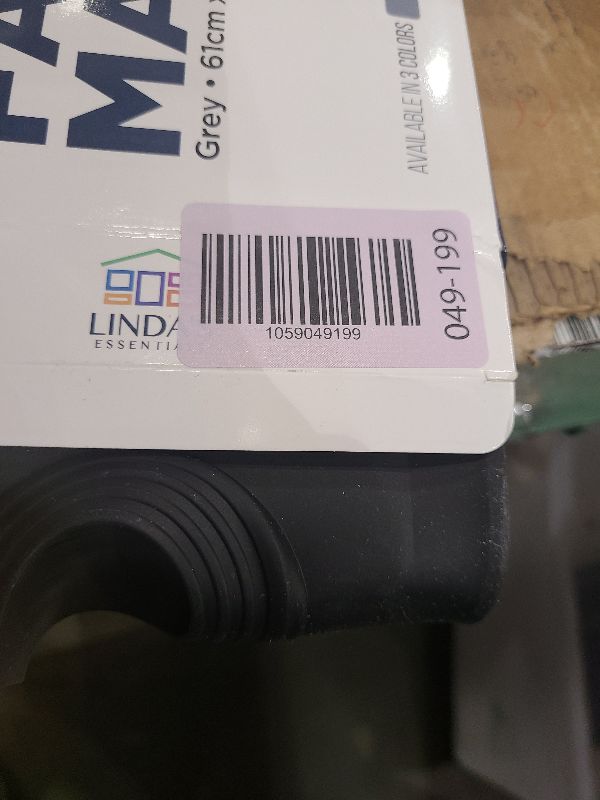 FA
MA
Grey • 61cm x
AVAILABLE IN 3 COLORS
LINDA
ESSENTIA
1059049199
049-199